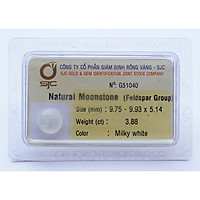 CÔNG TY CỔ PHẦN GIÁM ĐỊNH RỒNG VÀNG - SJC
SJC GOLD & GEM IDENTIFICATION JOINT STOCK COMPANY
SJC
Nº: G51040
Natural Moonstone (Feldspar Group)
Size (mm) : 9.75 - 9.93 x 5.14
Weight (ct) : 3.88
Color : Milky white